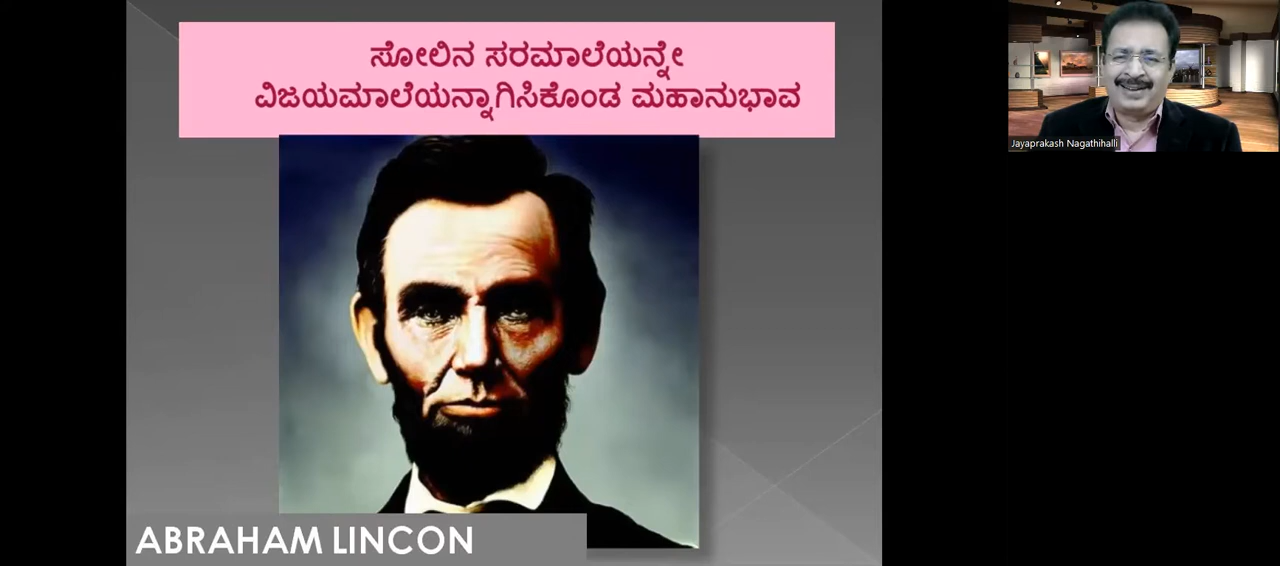 ಸೋಲಿನ ಸರಮಾಲೆಯನ್ನೇ
ವಿಜಯಮಾಲೆಯನ್ನಾಗಿಸಿಕೊಂಡ ಮಹಾನುಭಾವ
ABRAHAM LINCON
Jayaprakash Nagathihalli